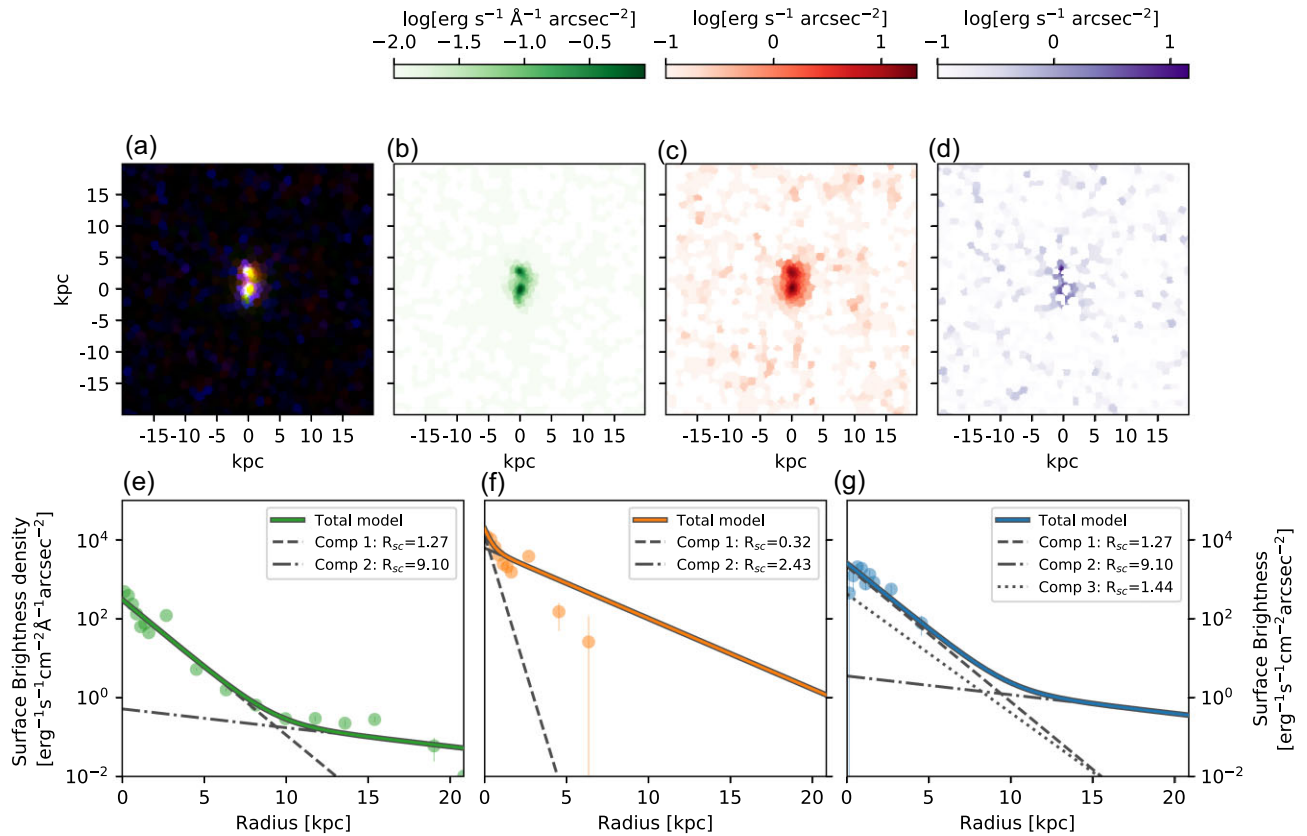 log[erg s⁻¹ Å⁻¹ arcsec⁻²] log[erg s⁻¹ arcsec⁻²] log[erg s⁻¹ arcsec⁻²]
−2.0 −1.5 −1.0 −0.5 −1 0 1 −1 0 1
(a) (b) (c) (d)
15
10
5
0
-5
-10
-15
kpc
-15 -10 -5 0 5 10 15 -15 -10 -5 0 5 10 15 -15 -10 -5 0 5 10 15 -15 -10 -5 0 5 10 15
kpc kpc kpc kpc
(e) (f) (g)
Surface Brightness density
[erg⁻¹s⁻¹cm⁻²Å⁻¹arcsec⁻²]
10⁴
10²
10⁰
10⁻²
Total model
Comp 1: R_sc=1.27
Comp 2: R_sc=9.10
0 5 10 15 20
Radius [kpc]
Total model
Comp 1: R_sc=0.32
Comp 2: R_sc=2.43
0 5 10 15 20
Radius [kpc]
Total model
Comp 1: R_sc=1.27
Comp 2: R_sc=9.10
Comp 3: R_sc=1.44
0 5 10 15 20
Radius [kpc]
10⁴
10²
10⁰
10⁻²
Surface Brightness
[erg⁻¹s⁻¹cm⁻²arcsec⁻²]